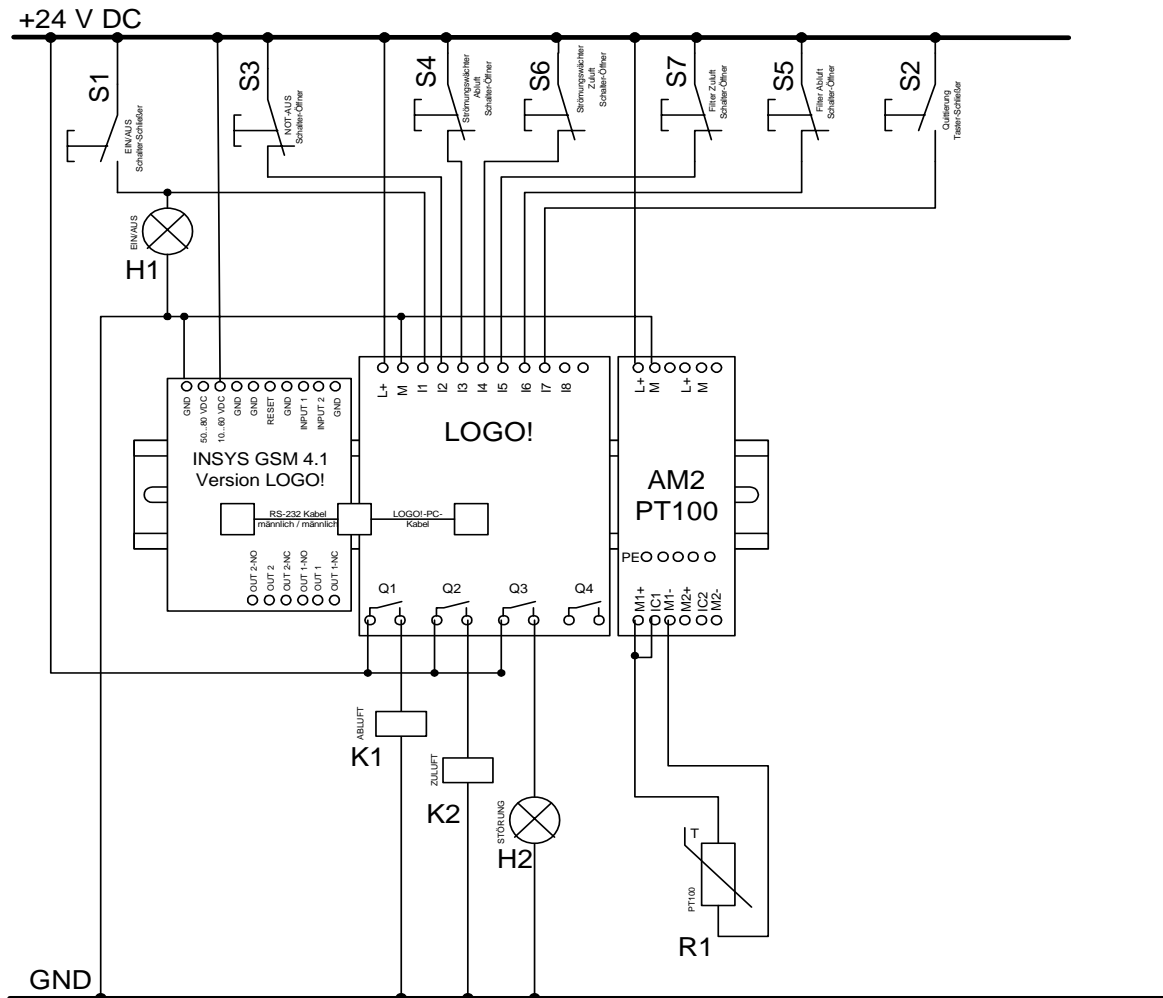 +24 V DC
S1
EIN/AUS
Schalter-Schließer
S3
NOT-AUS
Schalter-Öffner
S4
Strömungswächter
Abluft
Schalter-Öffner
S6
Strömungswächter
Zuluft
Schalter-Öffner
S7
Filter Zuluft
Schalter-Öffner
S5
Filter Abluft
Schalter-Öffner
S2
Quittierung
Taster-Schließer
EIN/AUS
H1
GND
50...80 VDC
10...60 VDC
GND
GND
RESET
GND
INPUT 1
INPUT 2
GND
INSYS GSM 4.1
Version LOGO!
RS-232 Kabel
männlich / männlich
LOGO!-PC-
Kabel
OUT 2-NO
OUT 2
OUT 2-NC
OUT 1-NO
OUT 1
OUT 1-NC
L+
M
I1
I2
I3
I4
I5
I6
I7
I8
LOGO!
Q1
Q2
Q3
Q4
L+
M
L+
M
AM2
PT100
PE
M1+
IC1
M1-
M2+
IC2
M2-
ABLUFT
K1
ZULUFT
K2
STÖRUNG
H2
T
PT100
R1
GND